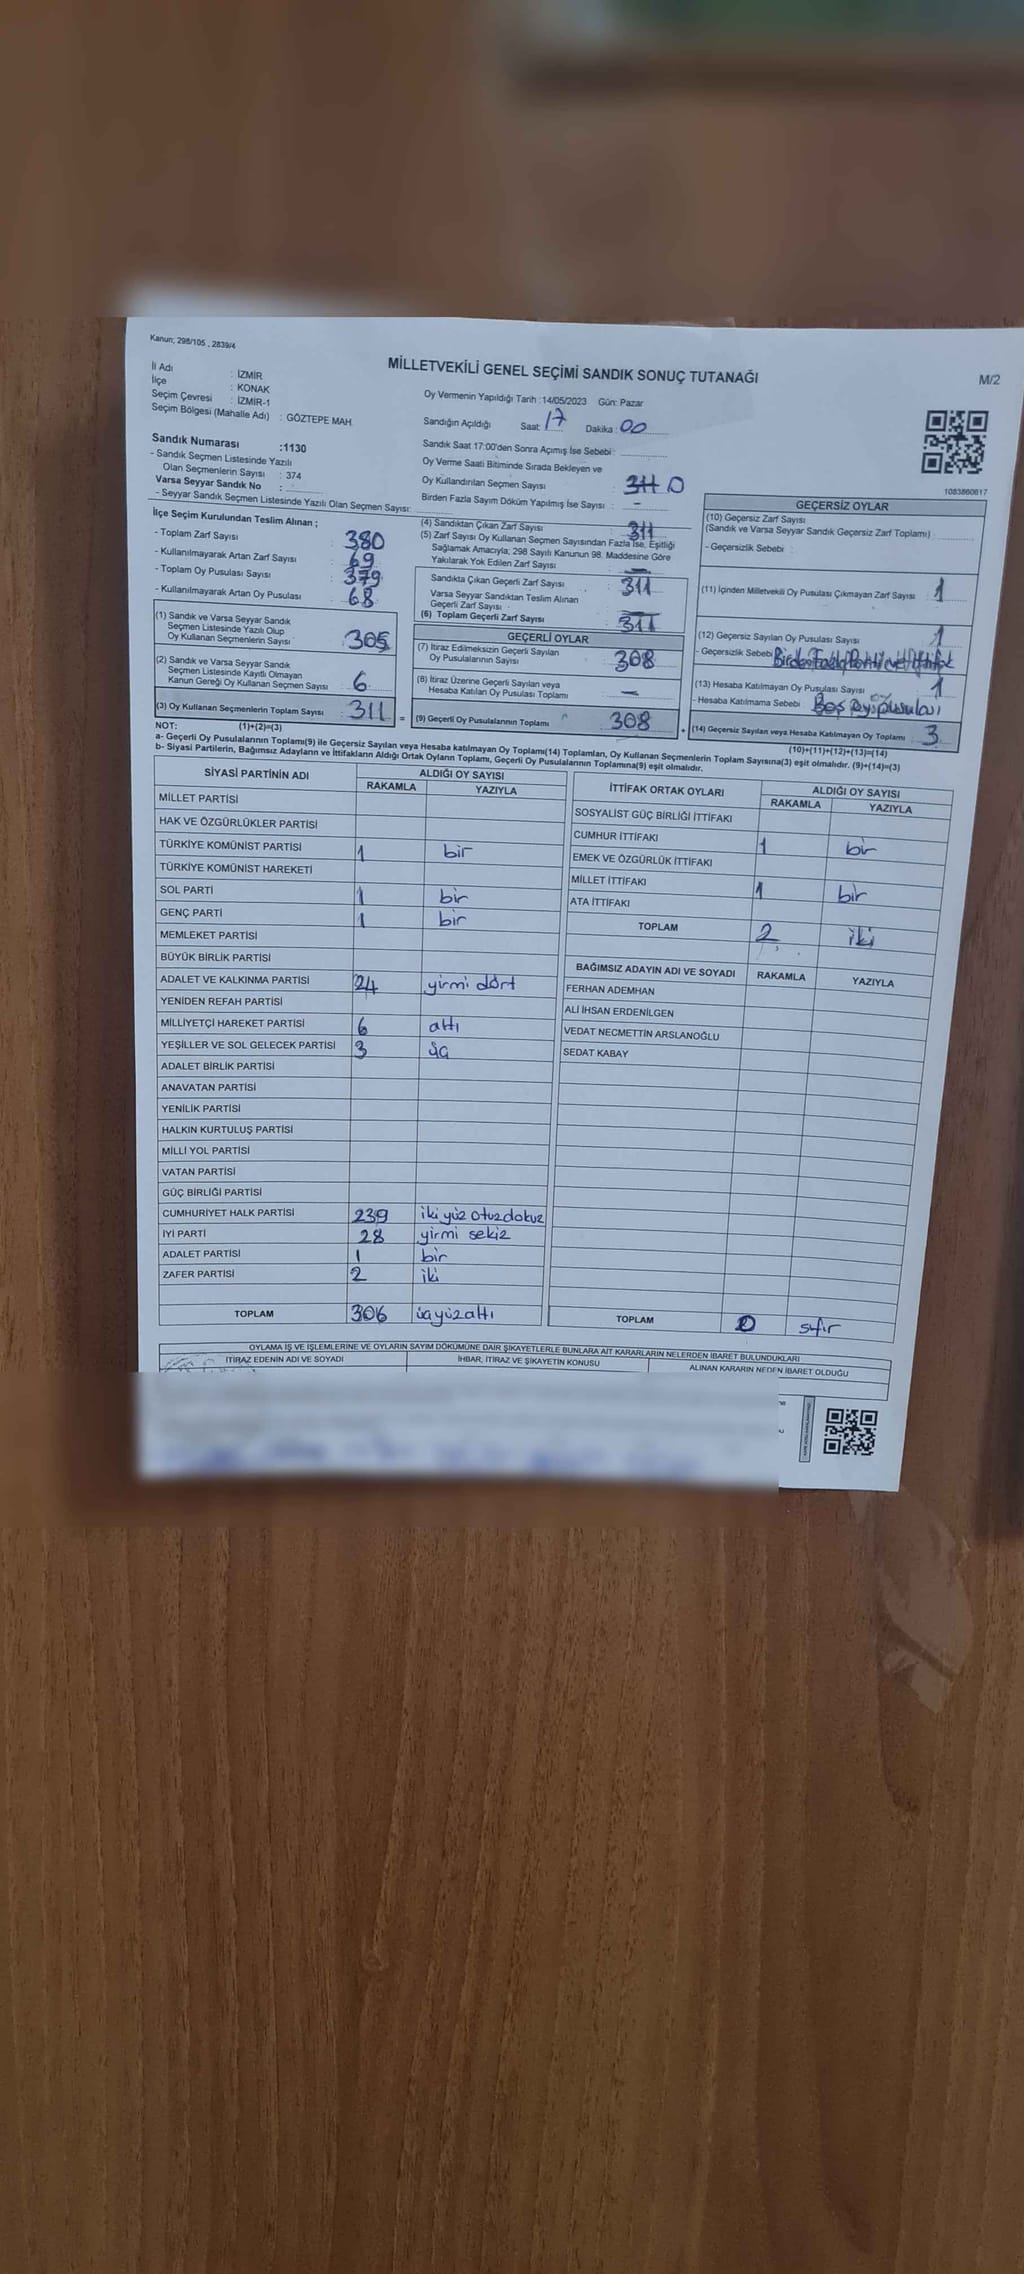 Kanun; 298/105 , 2839/4
MİLLETVEKİLİ GENEL SEÇİMİ SANDIK SONUÇ TUTANAĞI
M/2
İl Adı : İZMİR
İlçe : KONAK
Seçim Çevresi : İZMİR-1
Seçim Bölgesi (Mahalle Adı) : GÖZTEPE MAH.
Sandık Numarası :1130
- Sandık Seçmen Listesinde Yazılı
Olan Seçmenlerin Sayısı : 374
Varsa Seyyar Sandık No :
- Seyyar Sandık Seçmen Listesinde Yazılı Olan Seçmen Sayısı:
Oy Vermenin Yapıldığı Tarih :14/05/2023 Gün: Pazar
Sandığın Açıldığı Saat: 17 Dakika : 00
Sandık Saat 17:00'den Sonra Açımış İse Sebebi :
Oy Verme Saati Bitiminde Sırada Bekleyen ve
Oy Kullandırılan Seçmen Sayısı : 311 0
Birden Fazla Sayım Döküm Yapılmış İse Sayısı : -
1083860617
İlçe Seçim Kurulundan Teslim Alınan ;
- Toplam Zarf Sayısı : 380
- Kullanılmayarak Artan Zarf Sayısı : 69
- Toplam Oy Pusulası Sayısı : 379
- Kullanılmayarak Artan Oy Pusulası : 68
(1) Sandık ve Varsa Seyyar Sandık
Seçmen Listesinde Yazılı Olup
Oy Kullanan Seçmenlerin Sayısı : 305
(2) Sandık ve Varsa Seyyar Sandık
Seçmen Listesinde Kayıtlı Olmayan
Kanun Gereği Oy Kullanan Seçmen Sayısı : 6
(3) Oy Kullanan Seçmenlerin Toplam Sayısı : 311
(1)+(2)=(3)
(4) Sandıktan Çıkan Zarf Sayısı : 311
(5) Zarf Sayısı Oy Kullanan Seçmen Sayısından Fazla İse, Eşitliği
Sağlamak Amacıyla; 298 Sayılı Kanunun 98. Maddesine Göre
Yakılarak Yok Edilen Zarf Sayısı : -
Sandıkta Çıkan Geçerli Zarf Sayısı : 311
Varsa Seyyar Sandıktan Teslim Alınan
Geçerli Zarf Sayısı : -
(6) Toplam Geçerli Zarf Sayısı : 311
GEÇERLİ OYLAR
(7) İtiraz Edilmeksizin Geçerli Sayılan
Oy Pusulalarının Sayısı : 308
(8) İtiraz Üzerine Geçerli Sayılan veya
Hesaba Katılan Oy Pusulası Toplamı : -
= (9) Geçerli Oy Pusulalarının Toplamı : 308
GEÇERSİZ OYLAR
(10) Geçersiz Zarf Sayısı
(Sandık ve Varsa Seyyar Sandık Geçersiz Zarf Toplamı) :
- Geçersizlik Sebebi :
(11) İçinden Milletvekili Oy Pusulası Çıkmayan Zarf Sayısı : 1
(12) Geçersiz Sayılan Oy Pusulası Sayısı : 1
- Geçersizlik Sebebi : Birden Fazla Parti ve İttifak
(13) Hesaba Katılmayan Oy Pusulası Sayısı : 1
- Hesaba Katılmama Sebebi : Boş oy pusulası
+ (14) Geçersiz Sayılan veya Hesaba Katılmayan Oy Toplamı : 3
(10)+(11)+(12)+(13)=(14)
NOT:
a- Geçerli Oy Pusulalarının Toplamı(9) ile Geçersiz Sayılan veya Hesaba katılmayan Oy Toplamı(14) Toplamları, Oy Kullanan Seçmenlerin Toplam Sayısına(3) eşit olmalıdır. (9)+(14)=(3)
b- Siyasi Partilerin, Bağımsız Adayların ve İttifakların Aldığı Ortak Oyların Toplamı, Geçerli Oy Pusulalarının Toplamına(9) eşit olmalıdır.
SİYASİ PARTİNİN ADI ALDIĞI OY SAYISI
RAKAMLA YAZIYLA
MİLLET PARTİSİ
HAK VE ÖZGÜRLÜKLER PARTİSİ
TÜRKİYE KOMÜNİST PARTİSİ 1 bir
TÜRKİYE KOMÜNİST HAREKETİ
SOL PARTİ 1 bir
GENÇ PARTİ 1 bir
MEMLEKET PARTİSİ
BÜYÜK BİRLİK PARTİSİ
ADALET VE KALKINMA PARTİSİ 24 yirmi dört
YENİDEN REFAH PARTİSİ
MİLLİYETÇİ HAREKET PARTİSİ 6 altı
YEŞİLLER VE SOL GELECEK PARTİSİ 3 üç
ADALET BİRLİK PARTİSİ
ANAVATAN PARTİSİ
YENİLİK PARTİSİ
HALKIN KURTULUŞ PARTİSİ
MİLLİ YOL PARTİSİ
VATAN PARTİSİ
GÜÇ BİRLİĞİ PARTİSİ
CUMHURİYET HALK PARTİSİ 239 ikiyüz otuzdokuz
İYİ PARTİ 28 yirmi sekiz
ADALET PARTİSİ 1 bir
ZAFER PARTİSİ 2 iki
TOPLAM 306 üçyüzaltı
İTTİFAK ORTAK OYLARI ALDIĞI OY SAYISI
RAKAMLA YAZIYLA
SOSYALİST GÜÇ BİRLİĞİ İTTİFAKI
CUMHUR İTTİFAKI 1 bir
EMEK VE ÖZGÜRLÜK İTTİFAKI
MİLLET İTTİFAKI 1 bir
ATA İTTİFAKI
TOPLAM 2 iki
BAĞIMSIZ ADAYIN ADI VE SOYADI RAKAMLA YAZIYLA
FERHAN ADEMHAN
ALİ İHSAN ERDENİLGEN
VEDAT NECMETTİN ARSLANOĞLU
SEDAT KABAY
TOPLAM 0 sıfır
OYLAMA İŞ VE İŞLEMLERİNE VE OYLARIN SAYIM DÖKÜMÜNE DAİR ŞİKAYETLERLE BUNLARA AİT KARARLARIN NELERDEN İBARET BULUNDUKLARI
İTİRAZ EDENİN ADI VE SOYADI İHBAR, İTİRAZ VE ŞİKAYETİN KONUSU ALINAN KARARIN NEDEN İBARET OLDUĞU